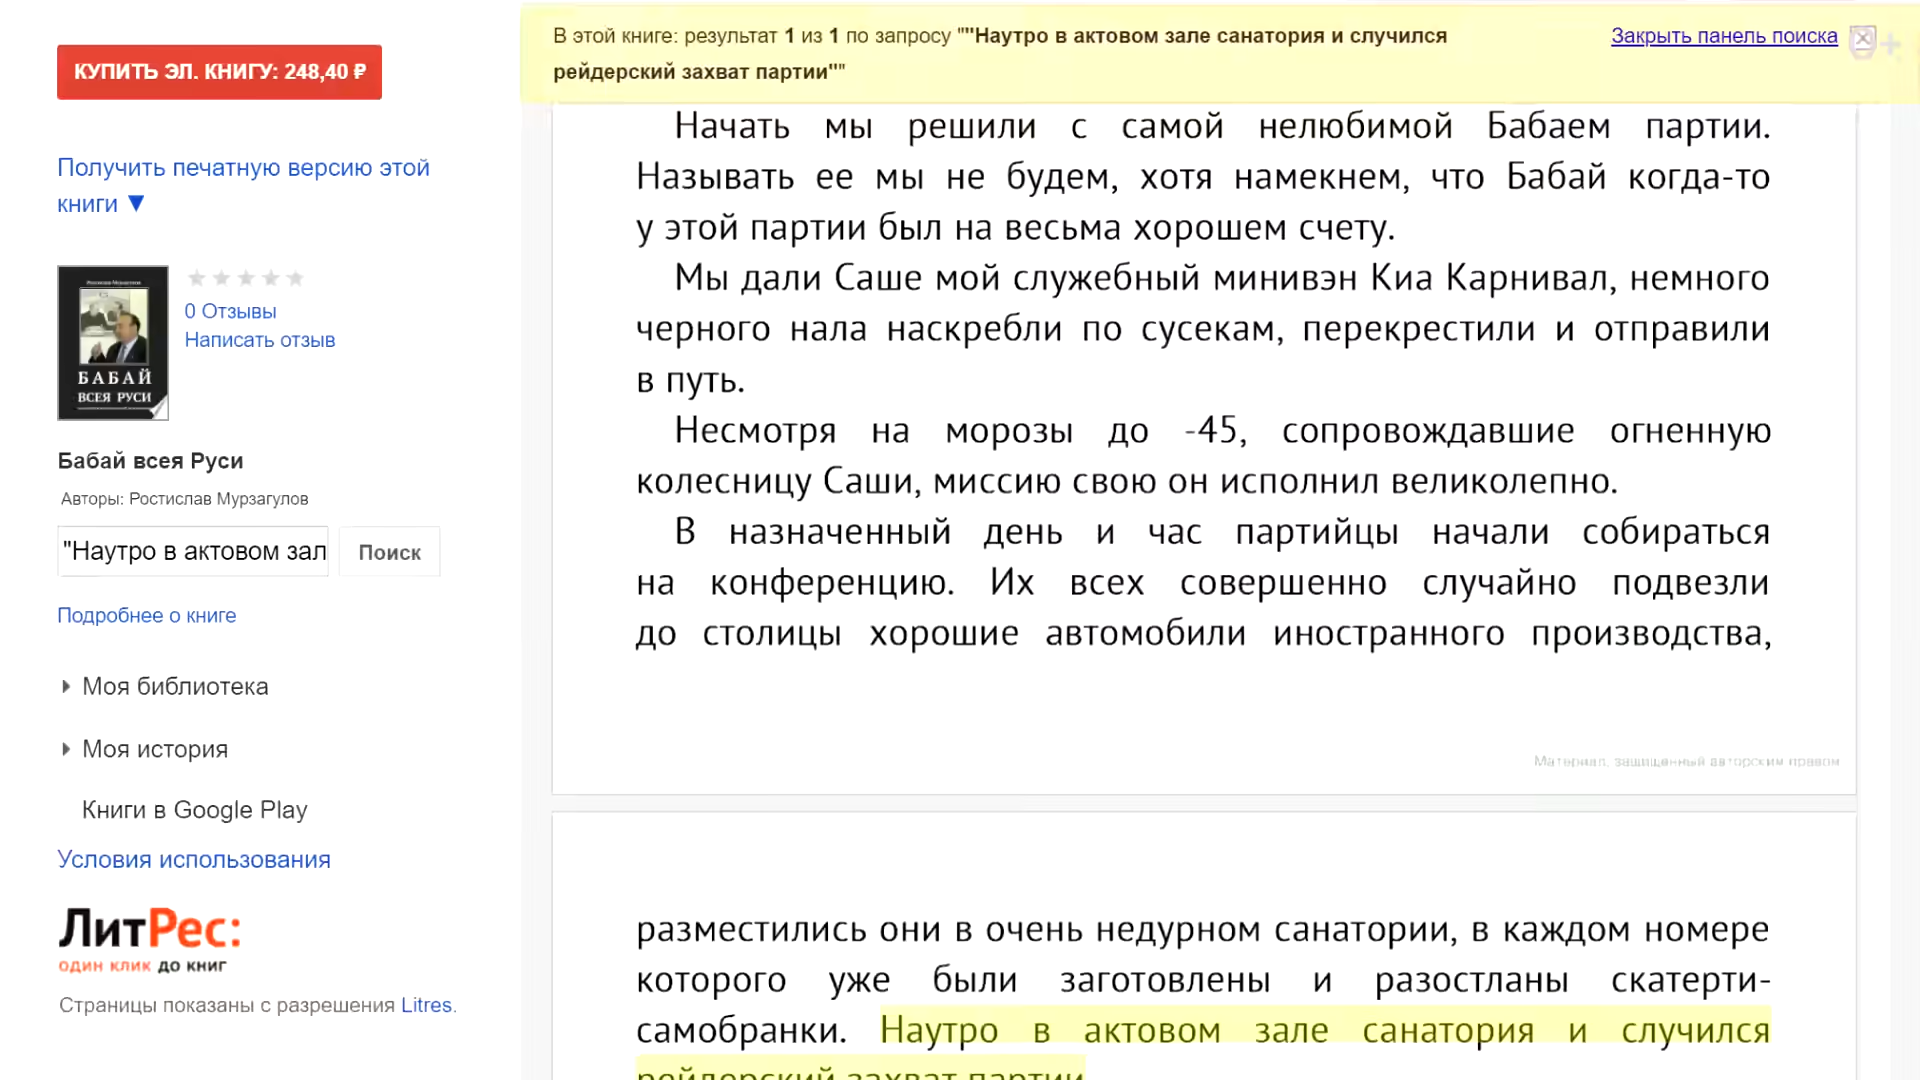 КУПИТЬ ЭЛ. КНИГУ: 248,40 ₽
Получить печатную версию этой
книги ▼
0 Отзывы
Написать отзыв
БАБАЙ
ВСЕЯ РУСИ
Бабай всея Руси
Авторы: Ростислав Мурзагулов
"Наутро в актовом зал
Поиск
Подробнее о книге
Моя библиотека
Моя история
Книги в Google Play
Условия использования
ЛитРес:
один клик до книг
Страницы показаны с разрешения Litres.
В этой книге: результат 1 из 1 по запросу ""Наутро в актовом зале санатория и случился
рейдерский захват партии""
Закрыть панель поиска
Начать мы решили с самой нелюбимой Бабаем партии.
Называть ее мы не будем, хотя намекнем, что Бабай когда-то
у этой партии был на весьма хорошем счету.
Мы дали Саше мой служебный минивэн Киа Карнивал, немного
черного нала наскребли по сусекам, перекрестили и отправили
в путь.
Несмотря на морозы до -45, сопровождавшие огненную
колесницу Саши, миссию свою он исполнил великолепно.
В назначенный день и час партийцы начали собираться
на конференцию. Их всех совершенно случайно подвезли
до столицы хорошие автомобили иностранного производства,
Материал, защищенный авторским правом
разместились они в очень недурном санатории, в каждом номере
которого уже были заготовлены и разостланы скатерти-
самобранки. Наутро в актовом зале санатория и случился
рейдерский захват партии